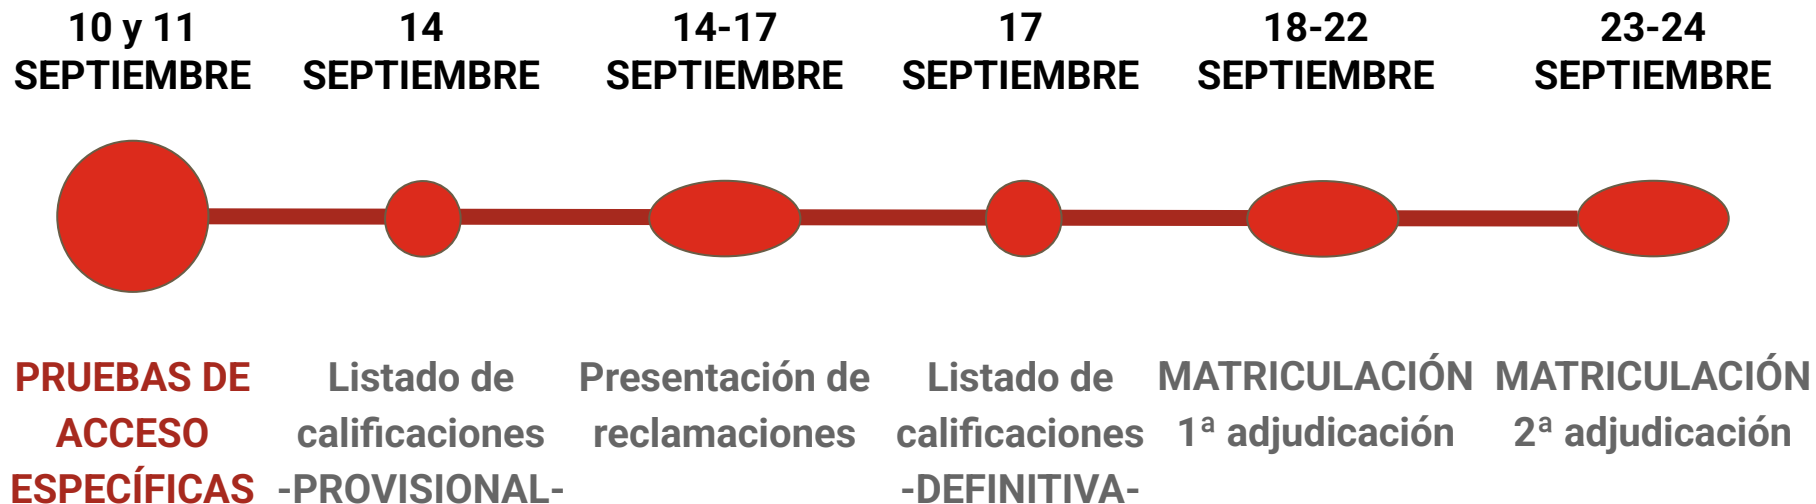 10 y 11
SEPTIEMBRE
14
SEPTIEMBRE
14-17
SEPTIEMBRE
17
SEPTIEMBRE
18-22
SEPTIEMBRE
23-24
SEPTIEMBRE
PRUEBAS DE
ACCESO
ESPECÍFICAS
Listado de
calificaciones
-PROVISIONAL-
Presentación de
reclamaciones
Listado de
calificaciones
-DEFINITIVA-
MATRICULACIÓN
1ª adjudicación
MATRICULACIÓN
2ª adjudicación